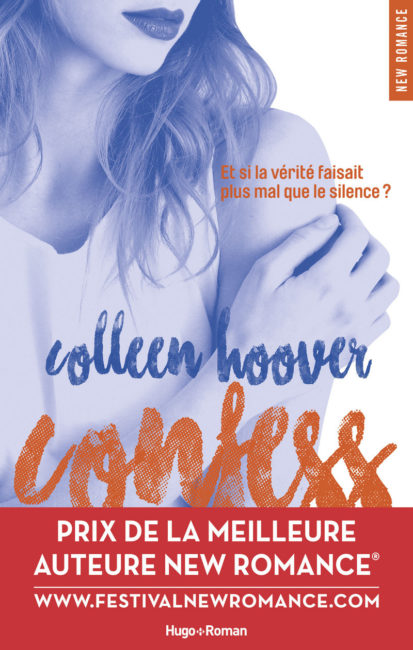 NEW ROMANCE
Et si la vérité faisait
plus mal que le silence ?
colleen hoover
confess
PRIX DE LA MEILLEURE
AUTEURE NEW ROMANCE®
WWW.FESTIVALNEWROMANCE.COM
Hugo+Roman